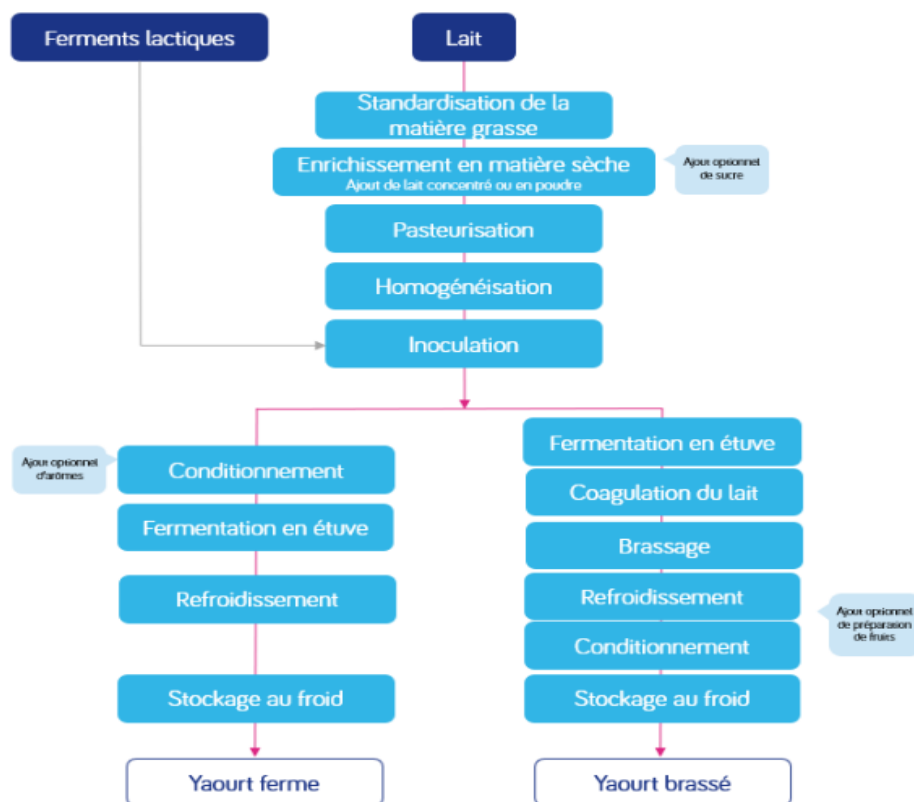 Ferments lactiques
Lait
Standardisation de la
matière grasse
Enrichissement en matière sèche
Ajout de lait concentré ou en poudre
Ajout optionnel
de sucre
Pasteurisation
Homogénéisation
Inoculation
Ajout optionnel
d'arômes
Conditionnement
Fermentation en étuve
Refroidissement
Stockage au froid
Yaourt ferme
Fermentation en étuve
Coagulation du lait
Brassage
Refroidissement
Ajout optionnel
de préparation
de fruits
Conditionnement
Stockage au froid
Yaourt brassé